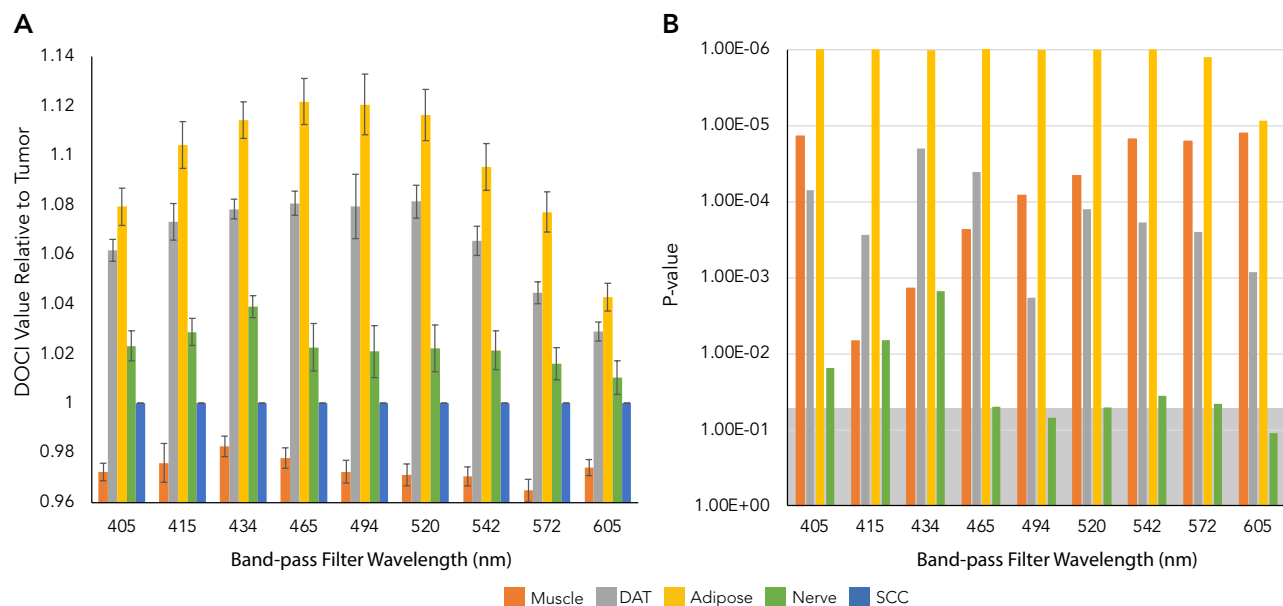 A
DOCI Value Relative to Tumor
1.14
1.12
1.1
1.08
1.06
1.04
1.02
1
0.98
0.96
405 415 434 465 494 520 542 572 605
Band-pass Filter Wavelength (nm)
B
P-value
1.00E-06
1.00E-05
1.00E-04
1.00E-03
1.00E-02
1.00E-01
1.00E+00
405 415 434 465 494 520 542 572 605
Band-pass Filter Wavelength (nm)
Muscle DAT Adipose Nerve SCC